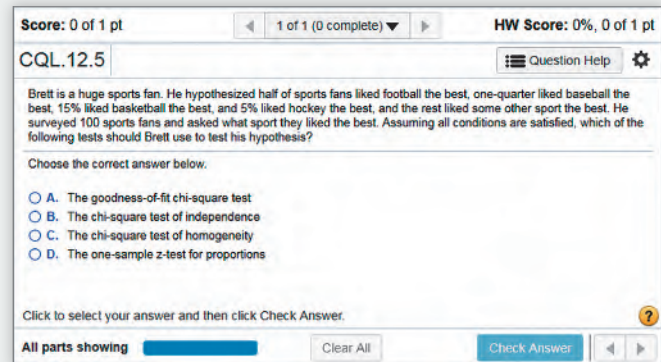 Score: 0 of 1 pt
1 of 1 (0 complete)
HW Score: 0%, 0 of 1 pt
CQL.12.5
Question Help
Brett is a huge sports fan. He hypothesized half of sports fans liked football the best, one-quarter liked baseball the
best, 15% liked basketball the best, and 5% liked hockey the best, and the rest liked some other sport the best. He
surveyed 100 sports fans and asked what sport they liked the best. Assuming all conditions are satisfied, which of the
following tests should Brett use to test his hypothesis?
Choose the correct answer below.
A. The goodness-of-fit chi-square test
B. The chi-square test of independence
C. The chi-square test of homogeneity
D. The one-sample z-test for proportions
Click to select your answer and then click Check Answer.
?
All parts showing
Clear All
Check Answer